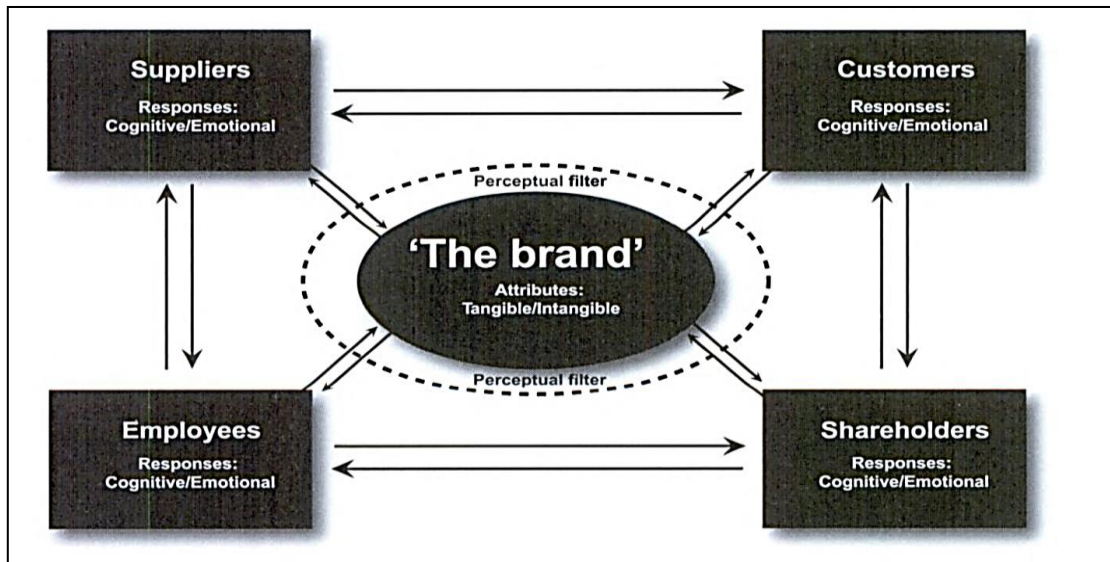 Suppliers
Responses:
Cognitive/Emotional
Customers
Responses:
Cognitive/Emotional
Perceptual filter
‘The brand’
Attributes:
Tangible/Intangible
Perceptual filter
Employees
Responses:
Cognitive/Emotional
Shareholders
Responses:
Cognitive/Emotional